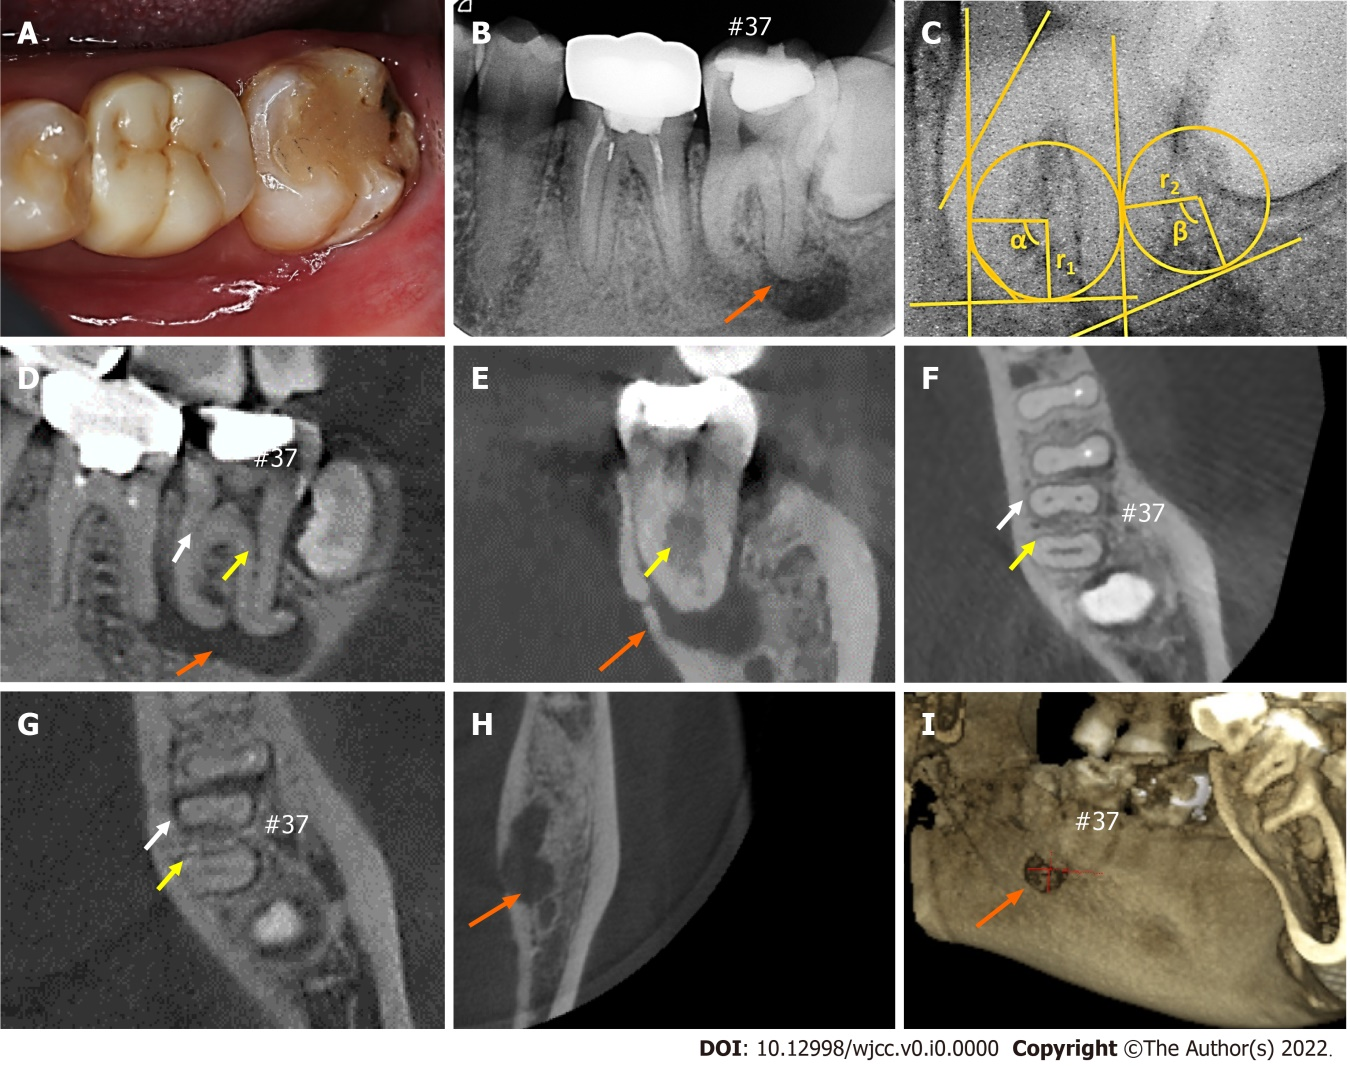 A
B
#37
C
r2
α
β
r1
D
#37
E
F
#37
G
#37
H
I
#37
DOI: 10.12998/wjcc.v0.i0.0000 Copyright ©The Author(s) 2022.